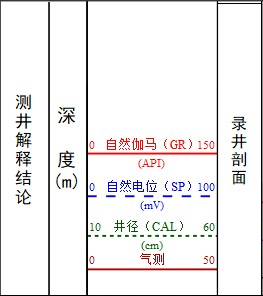 测井解释结论
深度(m)
0 自然伽马（GR）150
(API)
0 自然电位（SP）100
(mV)
10 井径（CAL） 60
(cm)
0 气测 50
录井剖面